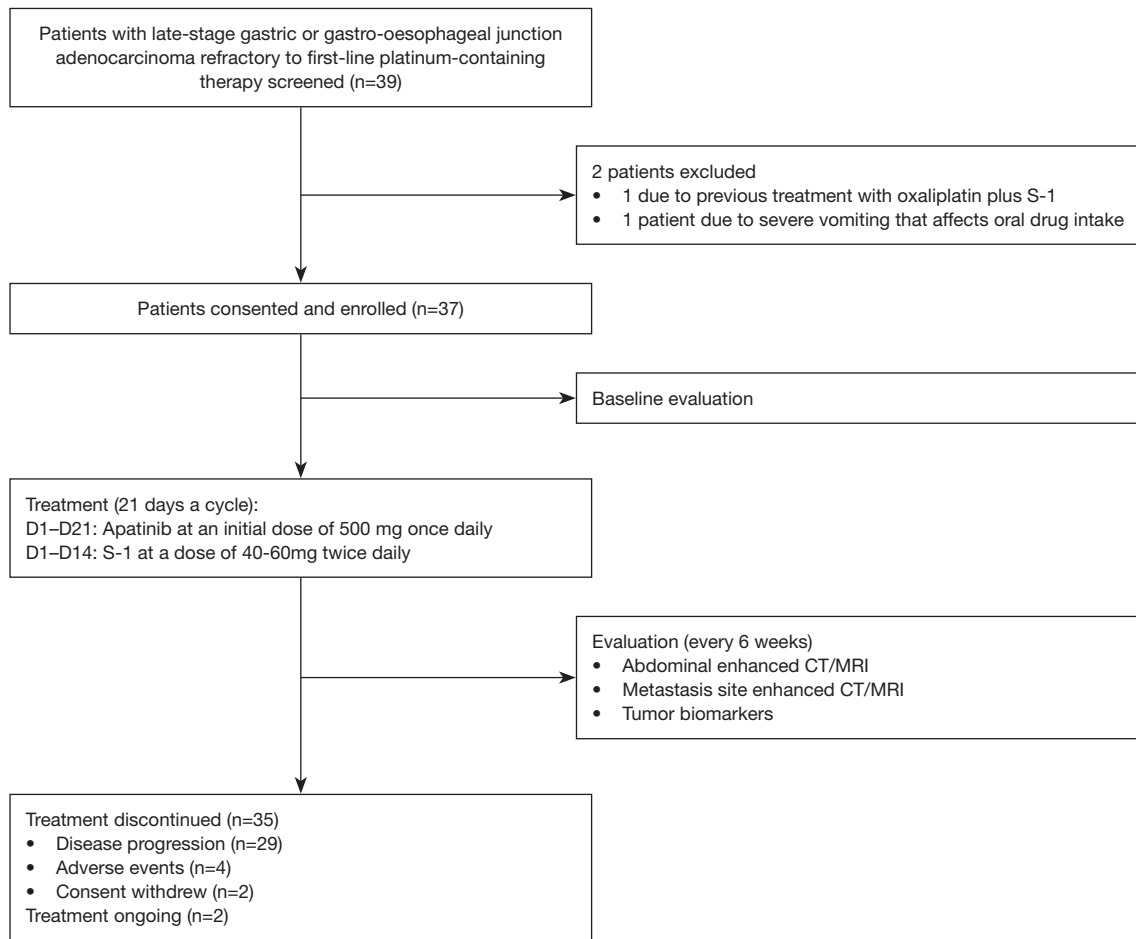 Patients with late-stage gastric or gastro-oesophageal junction
adenocarcinoma refractory to first-line platinum-containing
therapy screened (n=39)
2 patients excluded
• 1 due to previous treatment with oxaliplatin plus S-1
• 1 patient due to severe vomiting that affects oral drug intake
Patients consented and enrolled (n=37)
Baseline evaluation
Treatment (21 days a cycle):
D1–D21: Apatinib at an initial dose of 500 mg once daily
D1–D14: S-1 at a dose of 40-60mg twice daily
Evaluation (every 6 weeks)
• Abdominal enhanced CT/MRI
• Metastasis site enhanced CT/MRI
• Tumor biomarkers
Treatment discontinued (n=35)
• Disease progression (n=29)
• Adverse events (n=4)
• Consent withdrew (n=2)
Treatment ongoing (n=2)